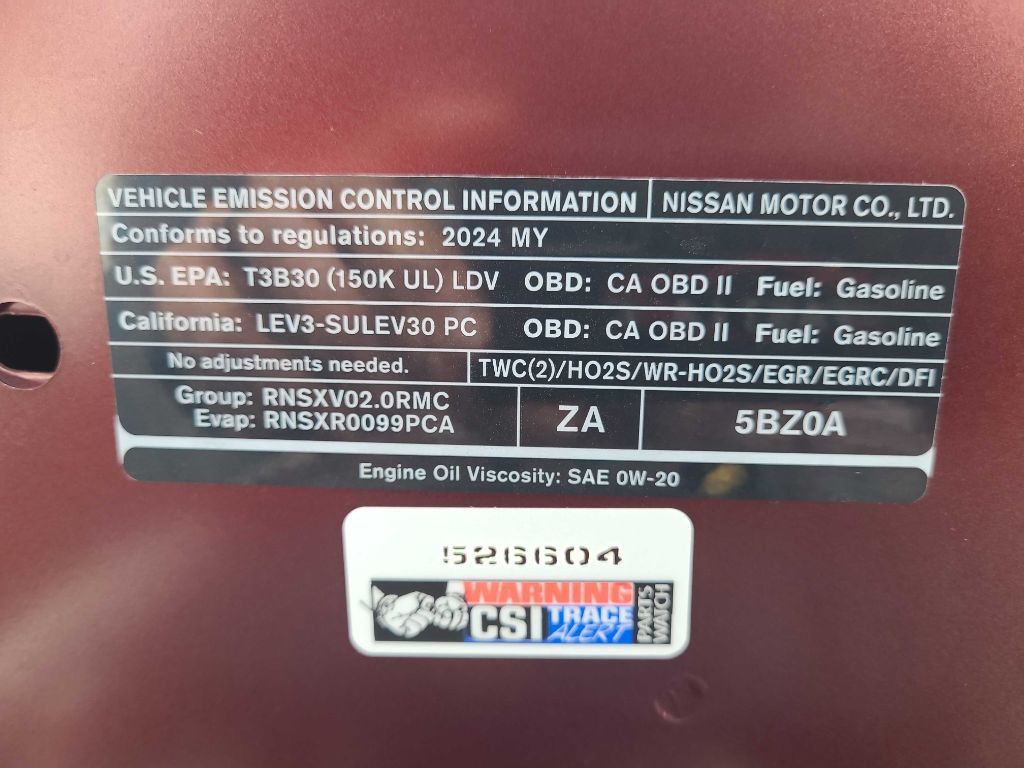 VEHICLE EMISSION CONTROL INFORMATION NISSAN MOTOR CO., LTD.
Conforms to regulations: 2024 MY
U.S. EPA: T3B30 (150K UL) LDV OBD: CA OBD II Fuel: Gasoline
California: LEV3-SULEV30 PC OBD: CA OBD II Fuel: Gasoline
No adjustments needed. TWC(2)/HO2S/WR-HO2S/EGR/EGRC/DFI
Group: RNSXV02.0RMC
Evap: RNSXR0099PCA
ZA
5BZ0A
Engine Oil Viscosity: SAE 0W-20
526604
WARNING
CSI TRACE
ALERT
PARTS
WATCH